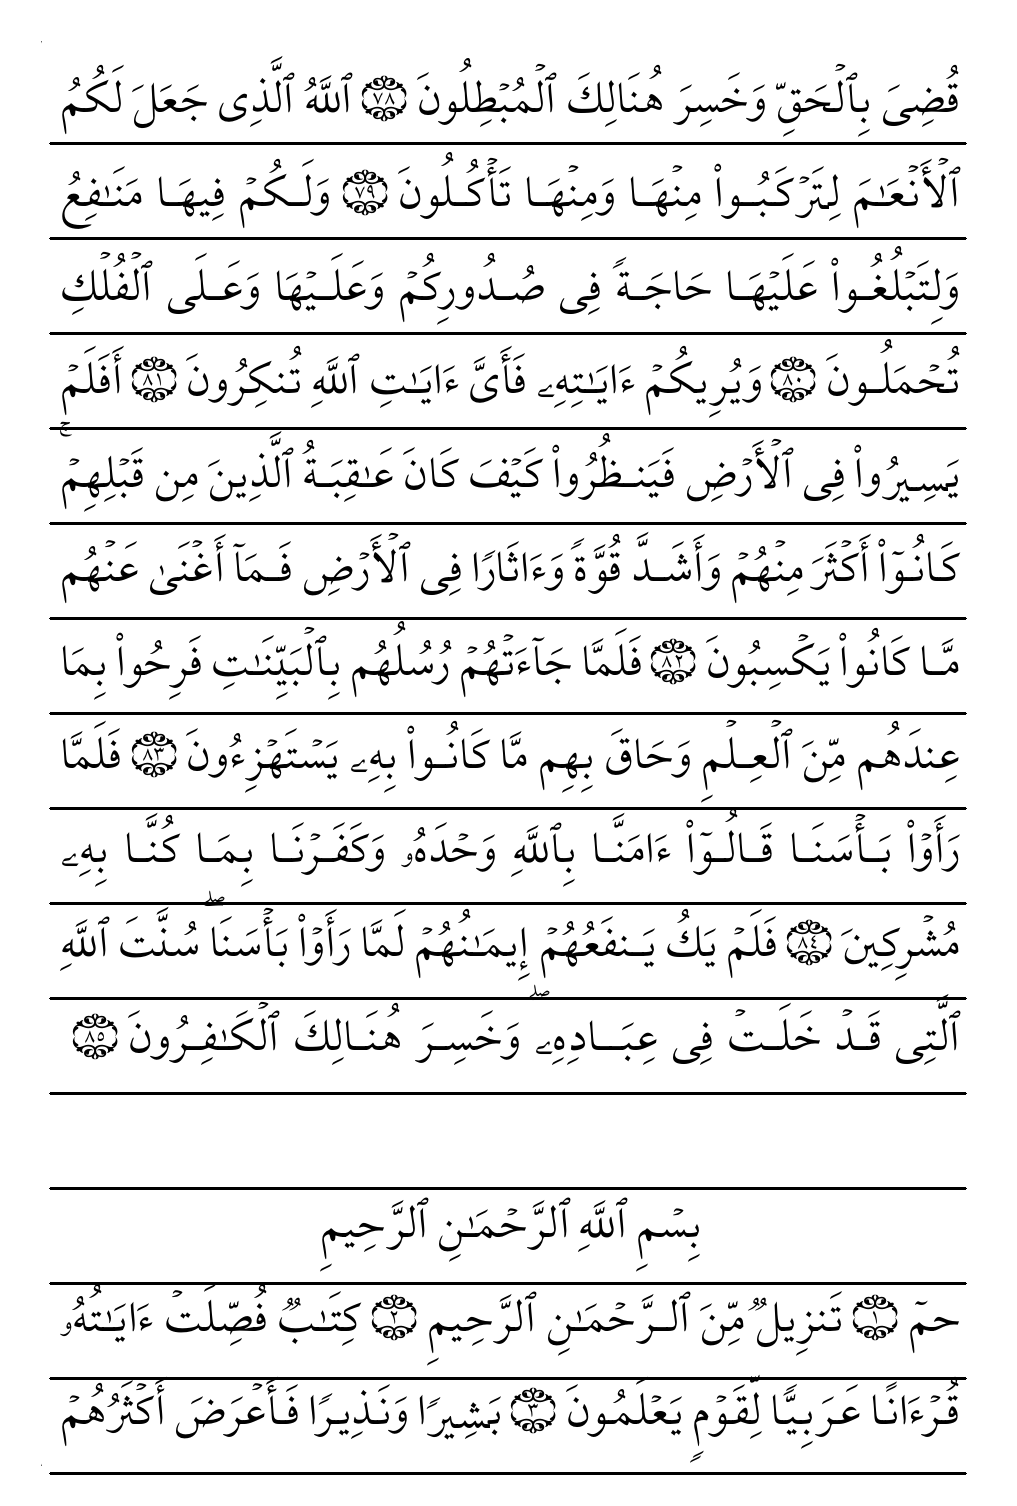 قُضِيَ بِٱلۡحَقِّ وَخَسِرَ هُنَالِكَ ٱلۡمُبۡطِلُونَ ۝٧٨ ٱللَّهُ ٱلَّذِى جَعَلَ لَكُمُ
ٱلۡأَنۡعَٰمَ لِتَرۡكَبُواْ مِنۡهَا وَمِنۡهَا تَأۡكُلُونَ ۝٧٩ وَلَكُمۡ فِيهَا مَنَٰفِعُ
وَلِتَبۡلُغُواْ عَلَيۡهَا حَاجَةً فِى صُدُورِكُمۡ وَعَلَيۡهَا وَعَلَى ٱلۡفُلۡكِ
تُحۡمَلُونَ ۝٨٠ وَيُرِيكُمۡ ءَايَٰتِهِۦ فَأَىَّ ءَايَٰتِ ٱللَّهِ تُنكِرُونَ ۝٨١ أَفَلَمۡ
يَسِيرُواْ فِى ٱلۡأَرۡضِ فَيَنظُرُواْ كَيۡفَ كَانَ عَٰقِبَةُ ٱلَّذِينَ مِن قَبۡلِهِمۡۚ
كَانُوٓاْ أَكۡثَرَ مِنۡهُمۡ وَأَشَدَّ قُوَّةً وَءَاثَارًا فِى ٱلۡأَرۡضِ فَمَآ أَغۡنَىٰ عَنۡهُم
مَّا كَانُواْ يَكۡسِبُونَ ۝٨٢ فَلَمَّا جَآءَتۡهُمۡ رُسُلُهُم بِٱلۡبَيِّنَٰتِ فَرِحُواْ بِمَا
عِندَهُم مِّنَ ٱلۡعِلۡمِ وَحَاقَ بِهِم مَّا كَانُواْ بِهِۦ يَسۡتَهۡزِءُونَ ۝٨٣ فَلَمَّا
رَأَوۡاْ بَأۡسَنَا قَالُوٓاْ ءَامَنَّا بِٱللَّهِ وَحۡدَهُۥ وَكَفَرۡنَا بِمَا كُنَّا بِهِۦ
مُشۡرِكِينَ ۝٨٤ فَلَمۡ يَكُ يَنفَعُهُمۡ إِيمَٰنُهُمۡ لَمَّا رَأَوۡاْ بَأۡسَنَاۖ سُنَّتَ ٱللَّهِ
ٱلَّتِى قَدۡ خَلَتۡ فِى عِبَادِهِۦۖ وَخَسِرَ هُنَالِكَ ٱلۡكَٰفِرُونَ ۝٨٥
بِسۡمِ ٱللَّهِ ٱلرَّحۡمَٰنِ ٱلرَّحِيمِ
حمٓ ۝١ تَنزِيلٌ مِّنَ ٱلرَّحۡمَٰنِ ٱلرَّحِيمِ ۝٢ كِتَٰبٌ فُصِّلَتۡ ءَايَٰتُهُۥ
قُرۡءَانًا عَرَبِيًّا لِّقَوۡمٍ يَعۡلَمُونَ ۝٣ بَشِيرًا وَنَذِيرًا فَأَعۡرَضَ أَكۡثَرُهُمۡ